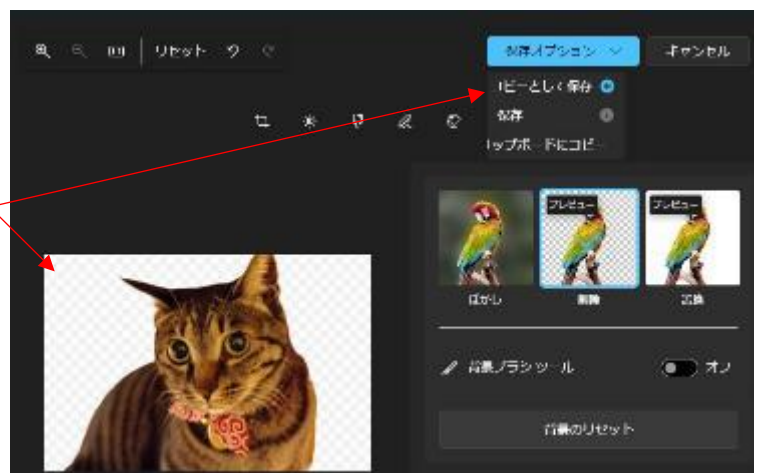 リセット
保存オプション
キャンセル
ピーとして保存
保存
リップボードにコピー
プレビュー
プレビュー
ぼかし
削除
置換
背景ブラシ ツール
オフ
背景のリセット